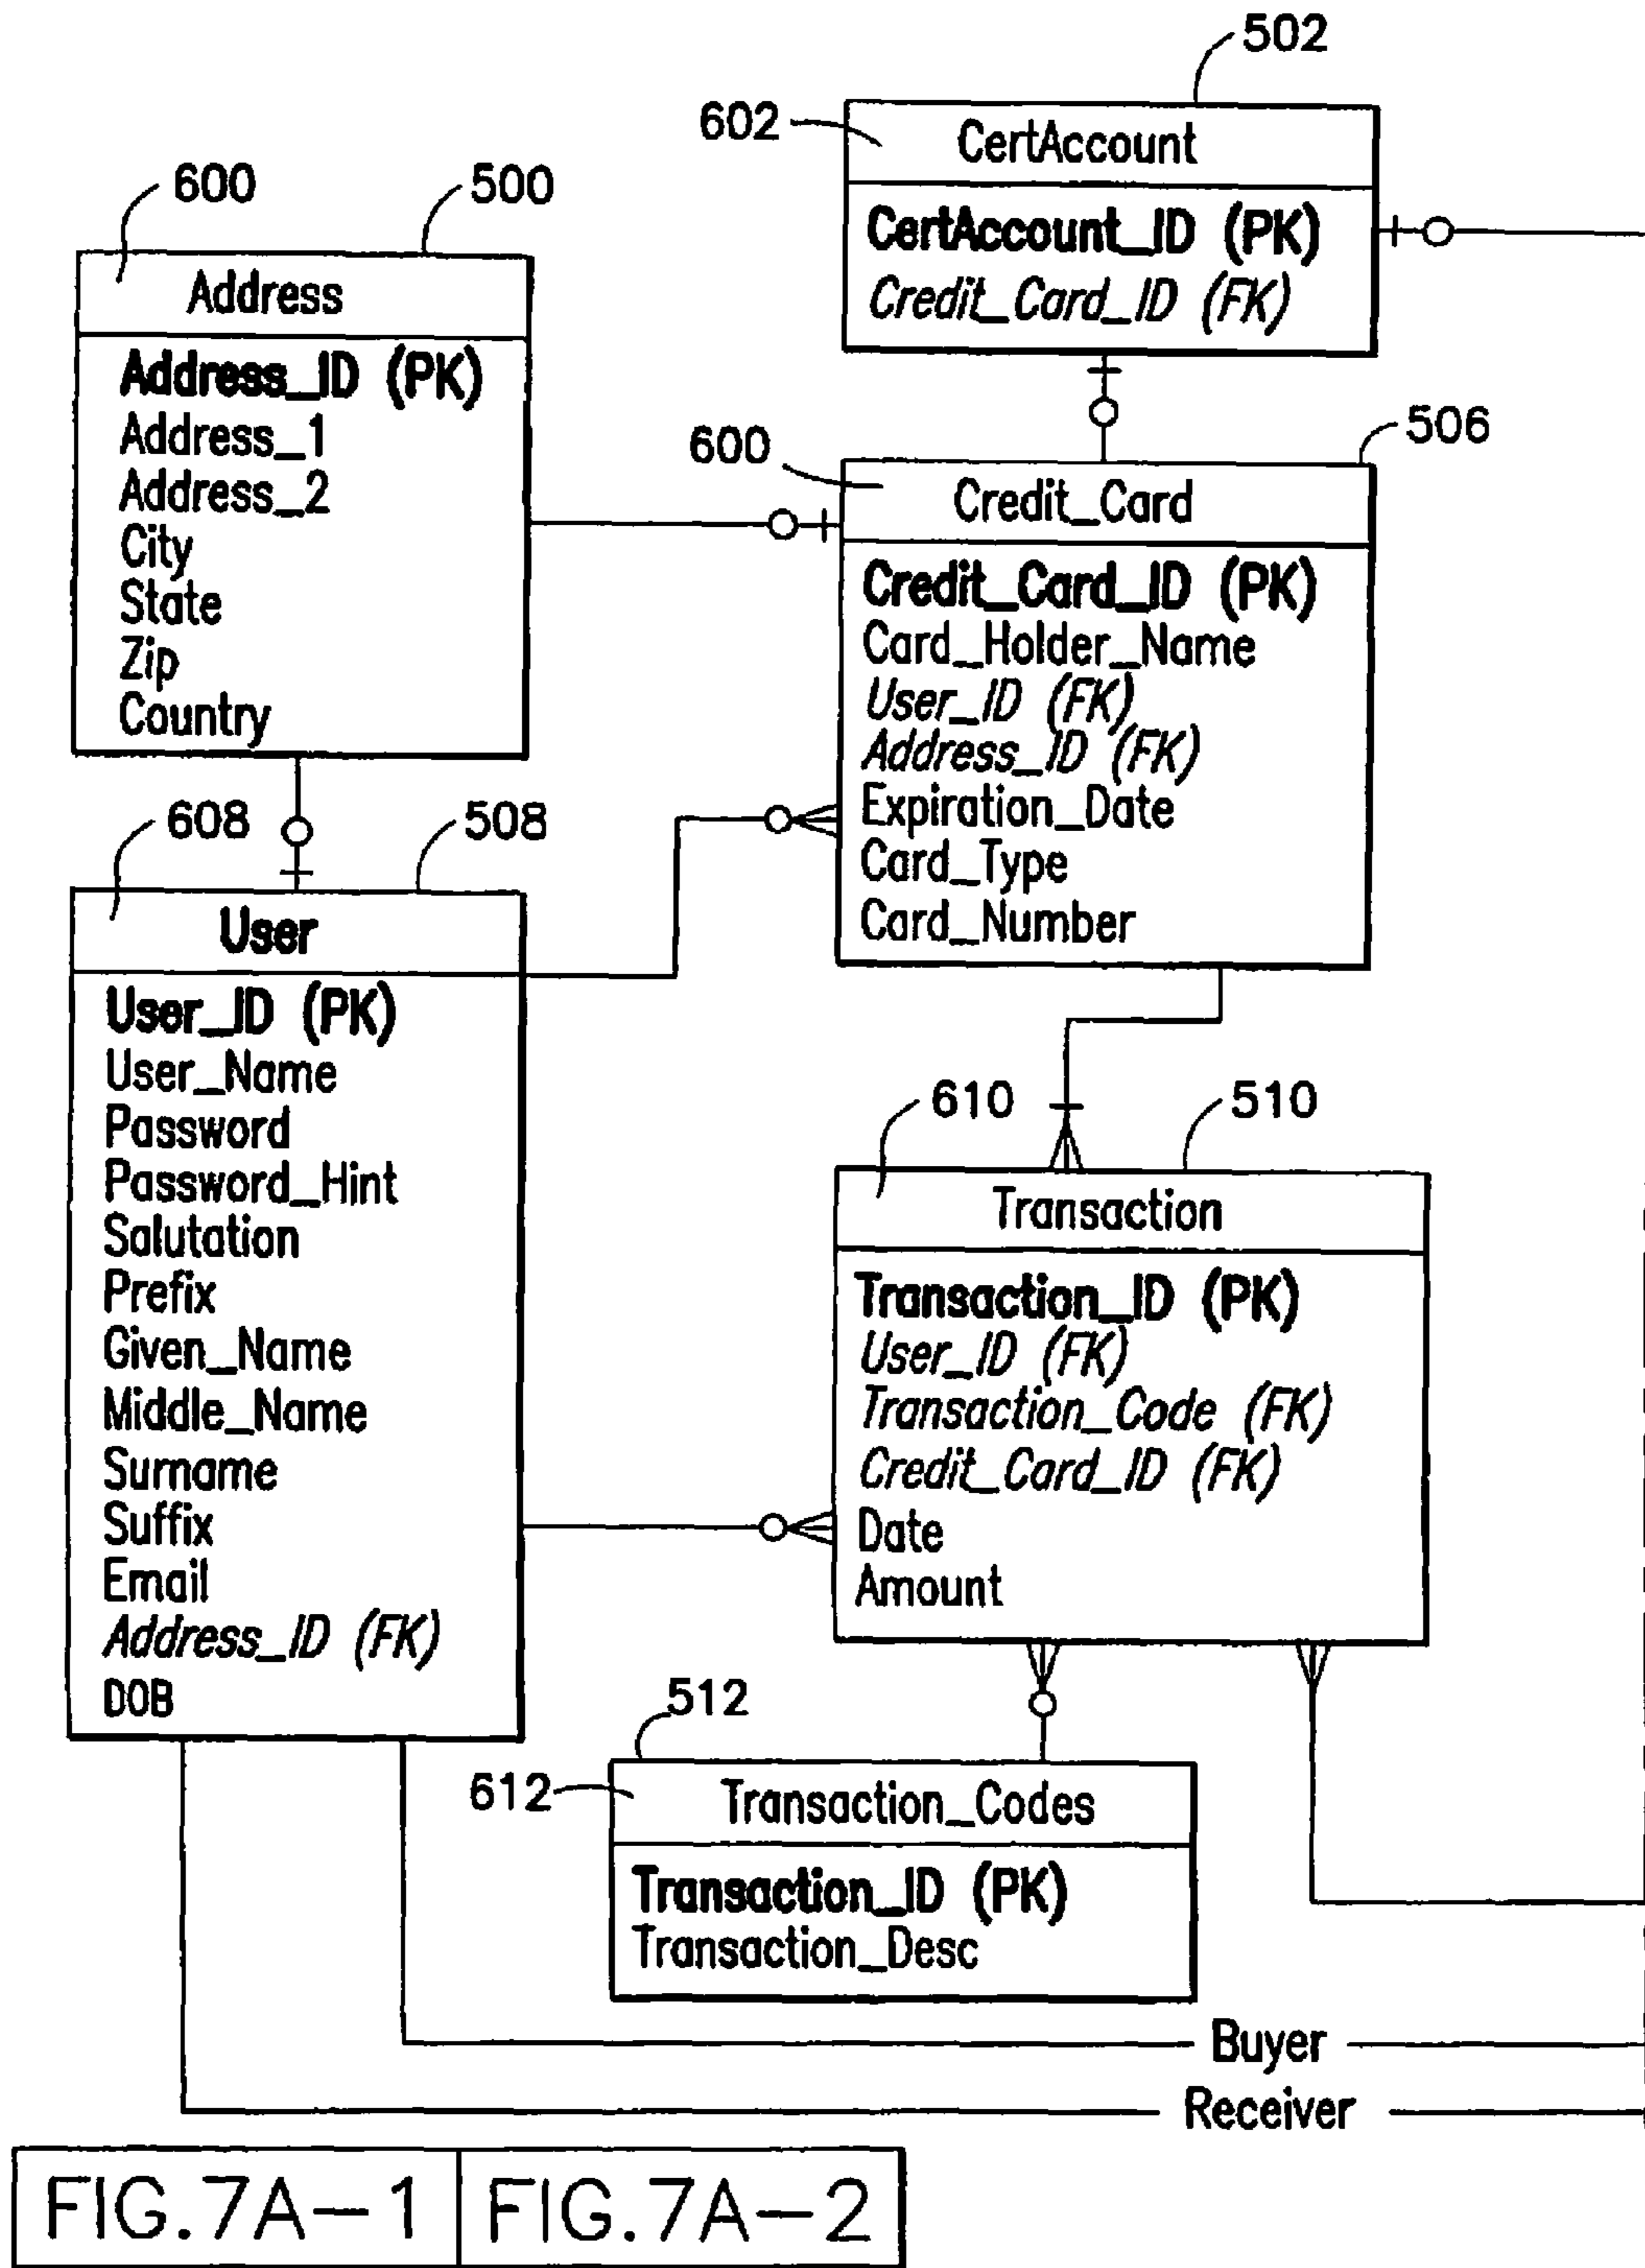 502
602
CertAccount
CertAccount_ID (PK)
Credit_Card_ID (FK)
600
500
Address
Address_ID (PK)
Address_1
Address_2
City
State
Zip
Country
600
506
Credit_Card
Credit_Card_ID (PK)
Card_Holder_Name
User_ID (FK)
Address_ID (FK)
Expiration_Date
Card_Type
Card_Number
608
508
User
User_ID (PK)
User_Name
Password
Password_Hint
Salutation
Prefix
Given_Name
Middle_Name
Surname
Suffix
Email
Address_ID (FK)
DOB
610
510
Transaction
Transaction_ID (PK)
User_ID (FK)
Transaction_Code (FK)
Credit_Card_ID (FK)
Date
Amount
512
612
Transaction_Codes
Transaction_ID (PK)
Transaction_Desc
Buyer
Receiver
FIG.7A-1
FIG.7A-2